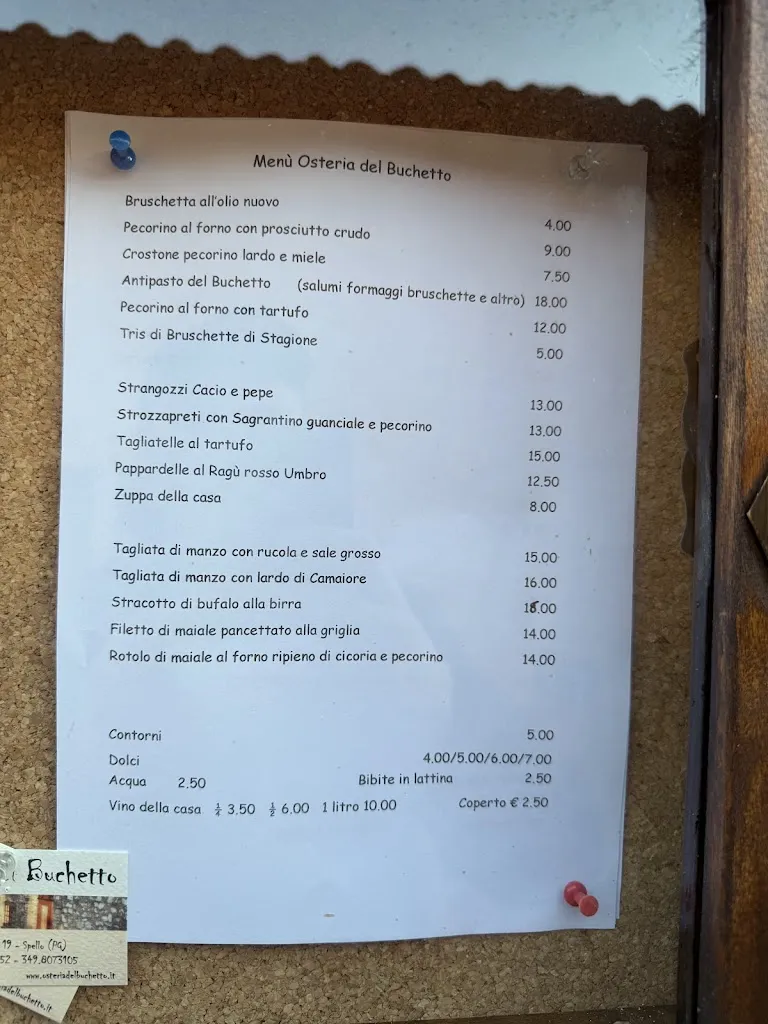 Menù Osteria del Buchetto
Bruschetta all'olio nuovo 4.00
Pecorino al forno con prosciutto crudo 9.00
Crostone pecorino lardo e miele 7.50
Antipasto del Buchetto (salumi formaggi bruschette e altro) 18.00
Pecorino al forno con tartufo 12.00
Tris di Bruschette di Stagione 5.00
Strangozzi Cacio e pepe 13.00
Strozzapreti con Sagrantino guanciale e pecorino 13.00
Tagliatelle al tartufo 15.00
Pappardelle al Ragù rosso Umbro 12.50
Zuppa della casa 8.00
Tagliata di manzo con rucola e sale grosso 15.00
Tagliata di manzo con lardo di Camaiore 16.00
Stracotto di bufalo alla birra 18.00
Filetto di maiale pancettato alla griglia 14.00
Rotolo di maiale al forno ripieno di cicoria e pecorino 14.00
Contorni 5.00
Dolci 4.00/5.00/6.00/7.00
Acqua 2.50 Bibite in lattina 2.50
Vino della casa ¼ 3.50 ½ 6.00 1 litro 10.00 Coperto € 2.50
Buchetto
19 - Spello (PG)
52 - 349.8073105
www.osteriadelbuchetto.it
iadelbuchetto.it